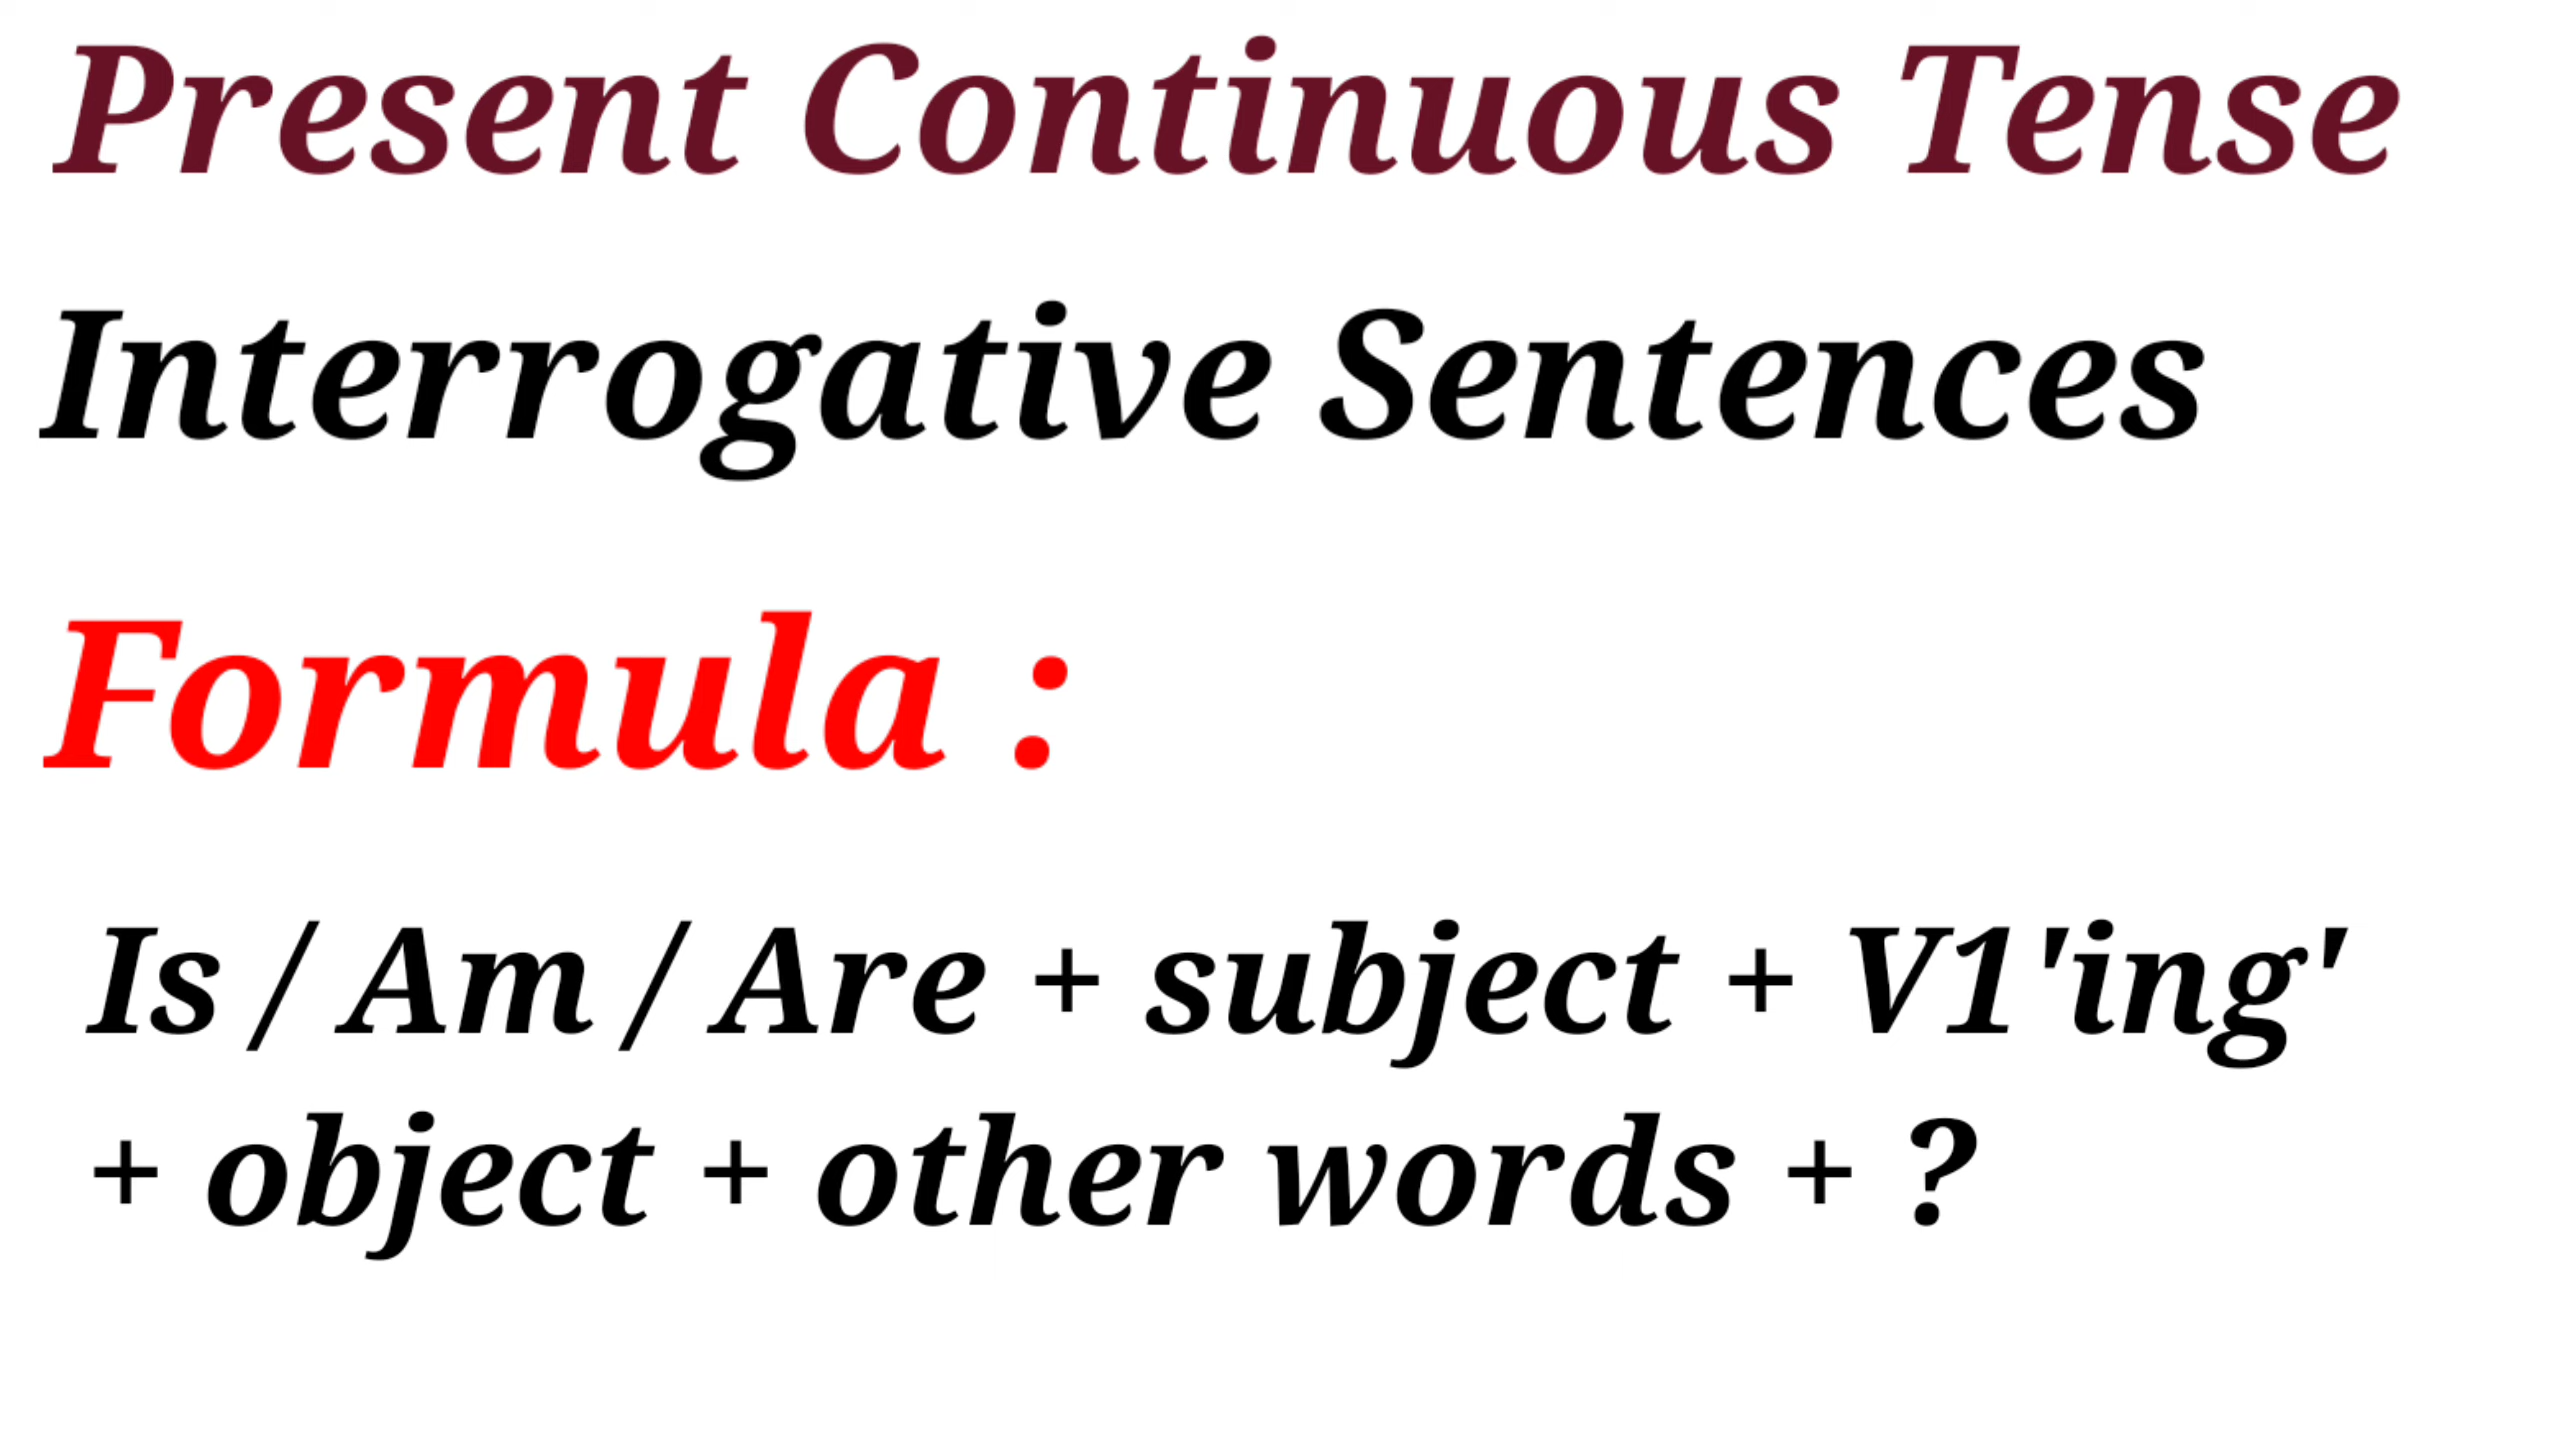 Present Continuous Tense
Interrogative Sentences
Formula :
Is / Am / Are + subject + V1'ing'
+ object + other words + ?